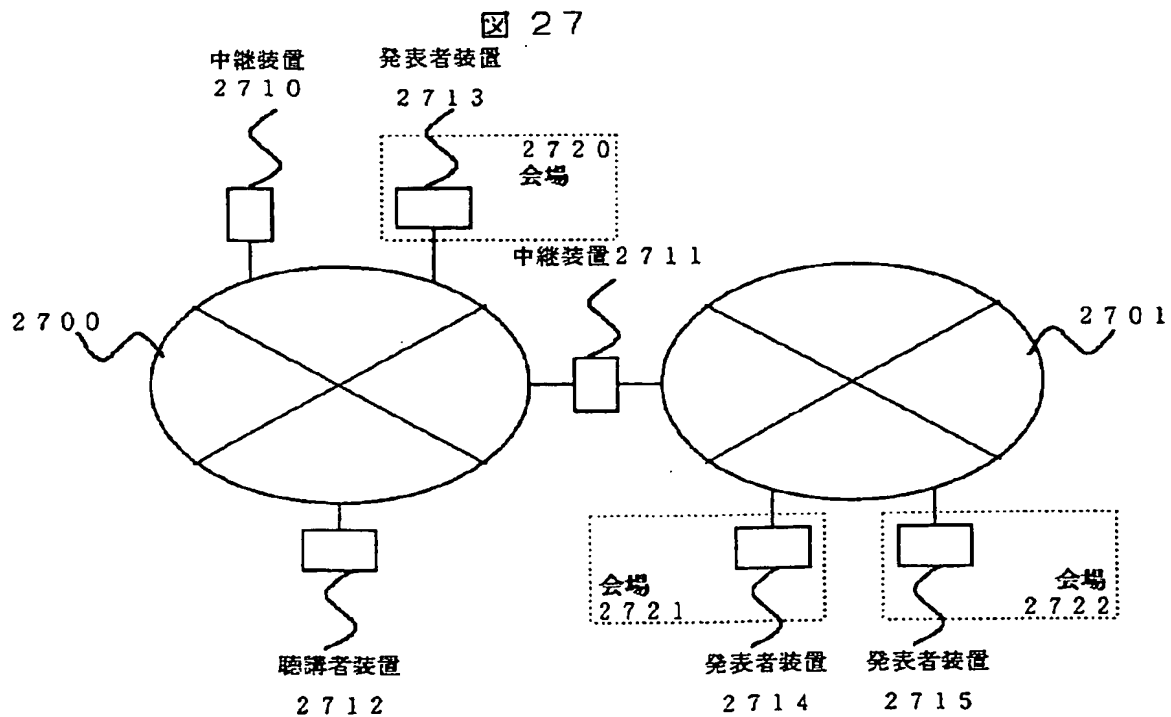 図 27
中継装置
2710
発表者装置
2713
2720
会場
中継装置2711
2700
2701
会場
2721
会場
2722
聴講者装置
2712
発表者装置
2714
発表者装置
2715